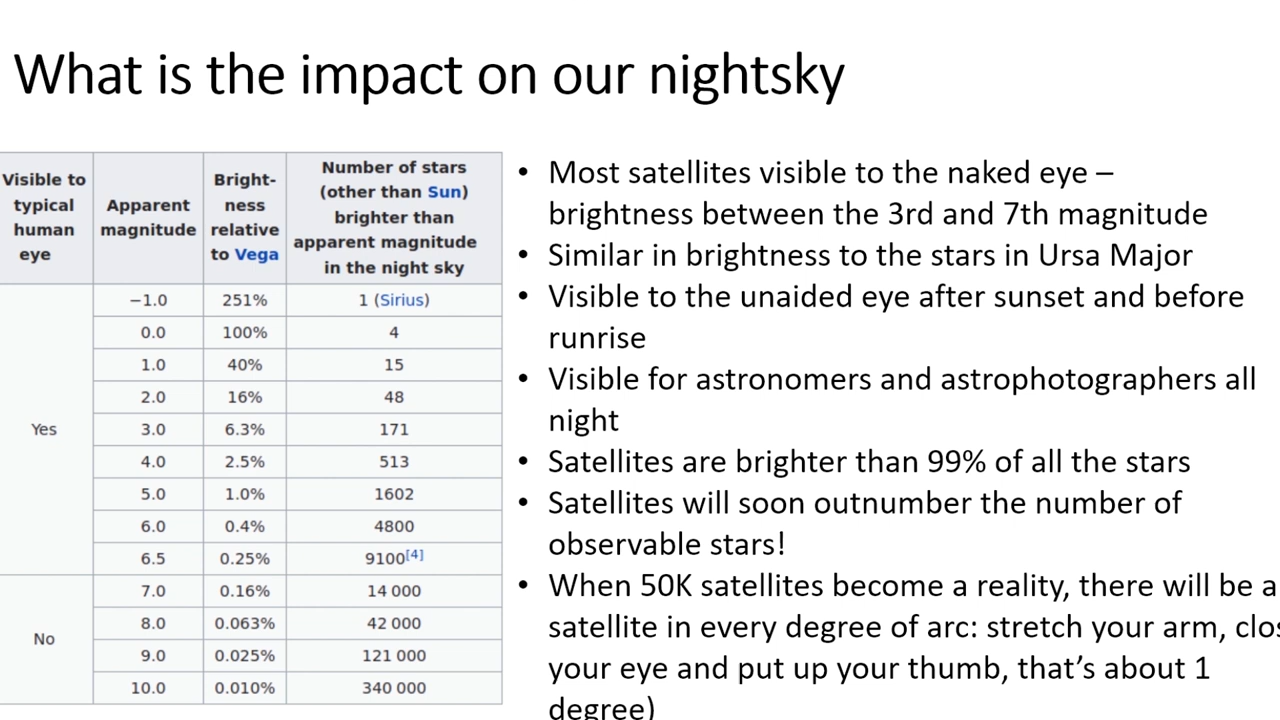 What is the impact on our nightsky
Visible to
typical
human
eye
Apparent
magnitude
Bright-
ness
relative
to Vega
Number of stars
(other than Sun)
brighter than
apparent magnitude
in the night sky
Yes
−1.0 251% 1 (Sirius)
0.0 100% 4
1.0 40% 15
2.0 16% 48
3.0 6.3% 171
4.0 2.5% 513
5.0 1.0% 1602
6.0 0.4% 4800
6.5 0.25% 9100[4]
No
7.0 0.16% 14 000
8.0 0.063% 42 000
9.0 0.025% 121 000
10.0 0.010% 340 000
• Most satellites visible to the naked eye –
brightness between the 3rd and 7th magnitude
• Similar in brightness to the stars in Ursa Major
• Visible to the unaided eye after sunset and before
runrise
• Visible for astronomers and astrophotographers all
night
• Satellites are brighter than 99% of all the stars
• Satellites will soon outnumber the number of
observable stars!
• When 50K satellites become a reality, there will be a
satellite in every degree of arc: stretch your arm, clos
your eye and put up your thumb, that’s about 1
degree)